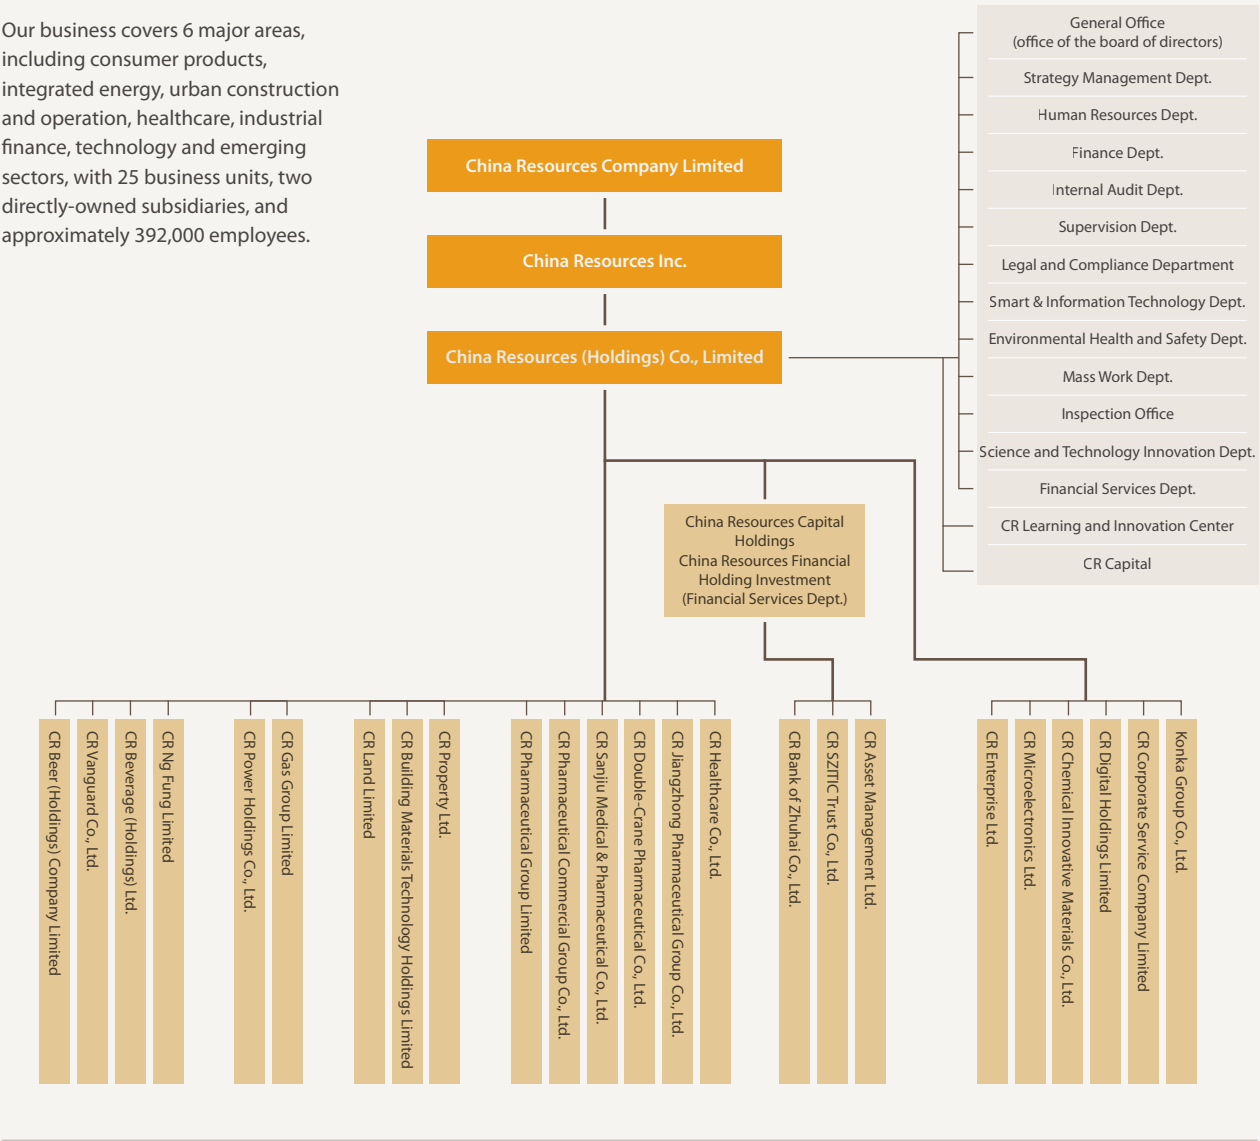 Our business covers 6 major areas,
including consumer products,
integrated energy, urban construction
and operation, healthcare, industrial
finance, technology and emerging
sectors, with 25 business units, two
directly-owned subsidiaries, and
approximately 392,000 employees.
China Resources Company Limited
China Resources Inc.
China Resources (Holdings) Co., Limited
General Office
(office of the board of directors)
Strategy Management Dept.
Human Resources Dept.
Finance Dept.
Internal Audit Dept.
Supervision Dept.
Legal and Compliance Department
Smart & Information Technology Dept.
Environmental Health and Safety Dept.
Mass Work Dept.
Inspection Office
Science and Technology Innovation Dept.
Financial Services Dept.
CR Learning and Innovation Center
CR Capital
China Resources Capital
Holdings
China Resources Financial
Holding Investment
(Financial Services Dept.)
CR Beer (Holdings) Company Limited
CR Vanguard Co., Ltd.
CR Beverage (Holdings) Ltd.
CR Ng Fung Limited
CR Power Holdings Co., Ltd.
CR Gas Group Limited
CR Land Limited
CR Building Materials Technology Holdings Limited
CR Property Ltd.
CR Pharmaceutical Group Limited
CR Pharmaceutical Commercial Group Co., Ltd.
CR Sanjiu Medical & Pharmaceutical Co., Ltd.
CR Double-Crane Pharmaceutical Co., Ltd.
CR Jiangzhong Pharmaceutical Group Co., Ltd.
CR Healthcare Co., Ltd.
CR Bank of Zhuhai Co., Ltd.
CR SZITIC Trust Co., Ltd.
CR Asset Management Ltd.
CR Enterprise Ltd.
CR Microelectronics Ltd.
CR Chemical Innovative Materials Co., Ltd.
CR Digital Holdings Limited
CR Corporate Service Company Limited
Konka Group Co., Ltd.